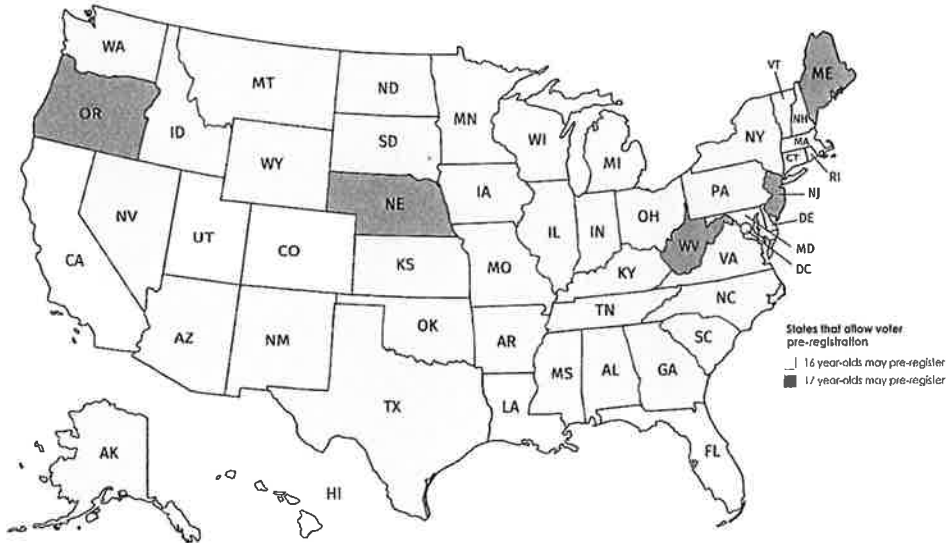 WA
MT
ND
MN
VT
ME
OR
ID
SD
WI
NH
NY
MA
WY
MI
CT
RI
IA
PA
NJ
NE
NV
OH
DE
UT
IL
IN
WV
MD
CO
CA
KS
MO
VA
DC
KY
NC
TN
OK
AZ
NM
AR
SC
States that allow voter
pre-registration
16 year-olds may pre-register
17 year-olds may pre-register
MS
AL
GA
TX
LA
FL
AK
HI